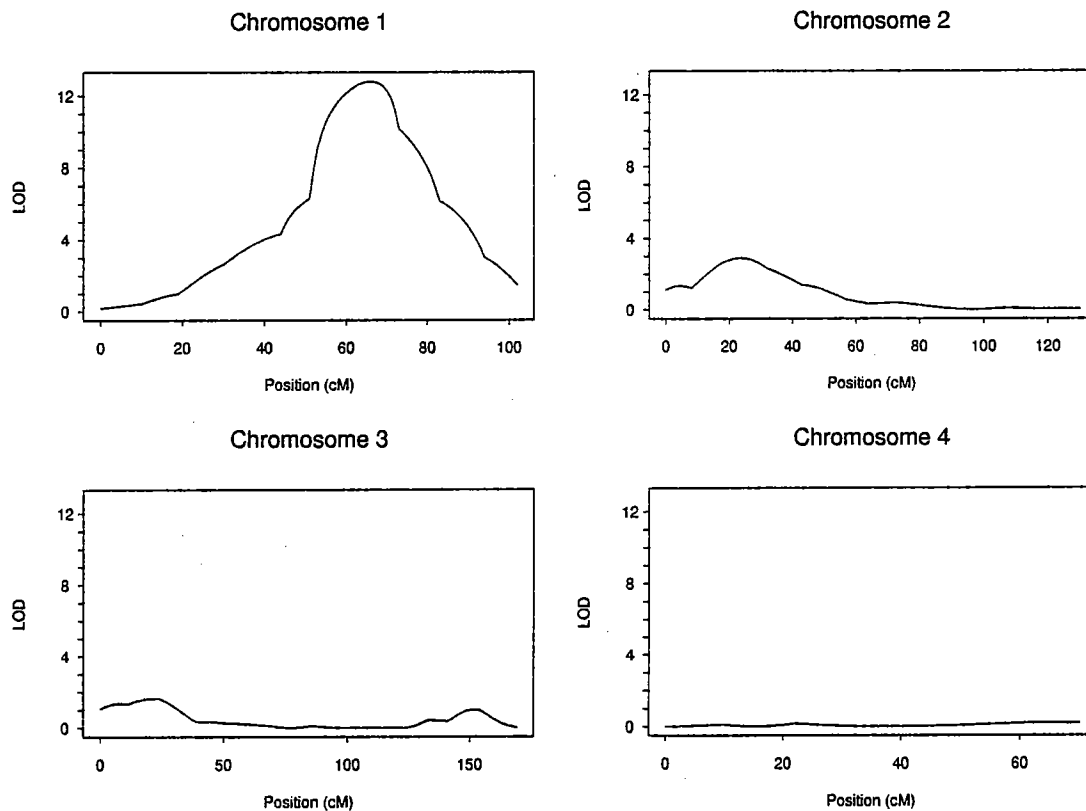 Chromosome 1
12
8
4
0
LOD
0 20 40 60 80 100
Position (cM)
Chromosome 2
12
8
4
0
LOD
0 20 40 60 80 100 120
Position (cM)
Chromosome 3
12
8
4
0
LOD
0 50 100 150
Position (cM)
Chromosome 4
12
8
4
0
LOD
0 20 40 60
Position (cM)